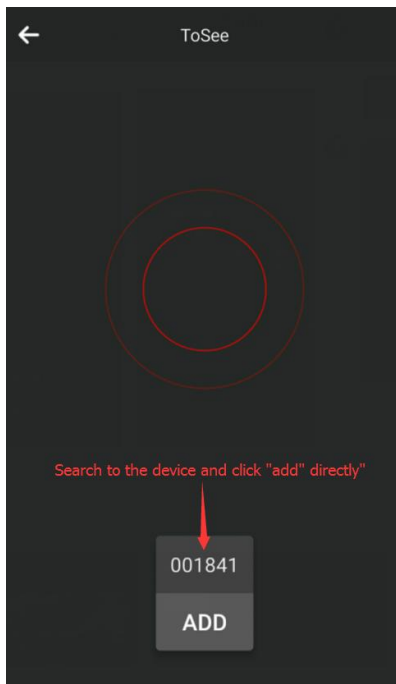 ToSee
Search to the device and click "add" directly"
001841
ADD